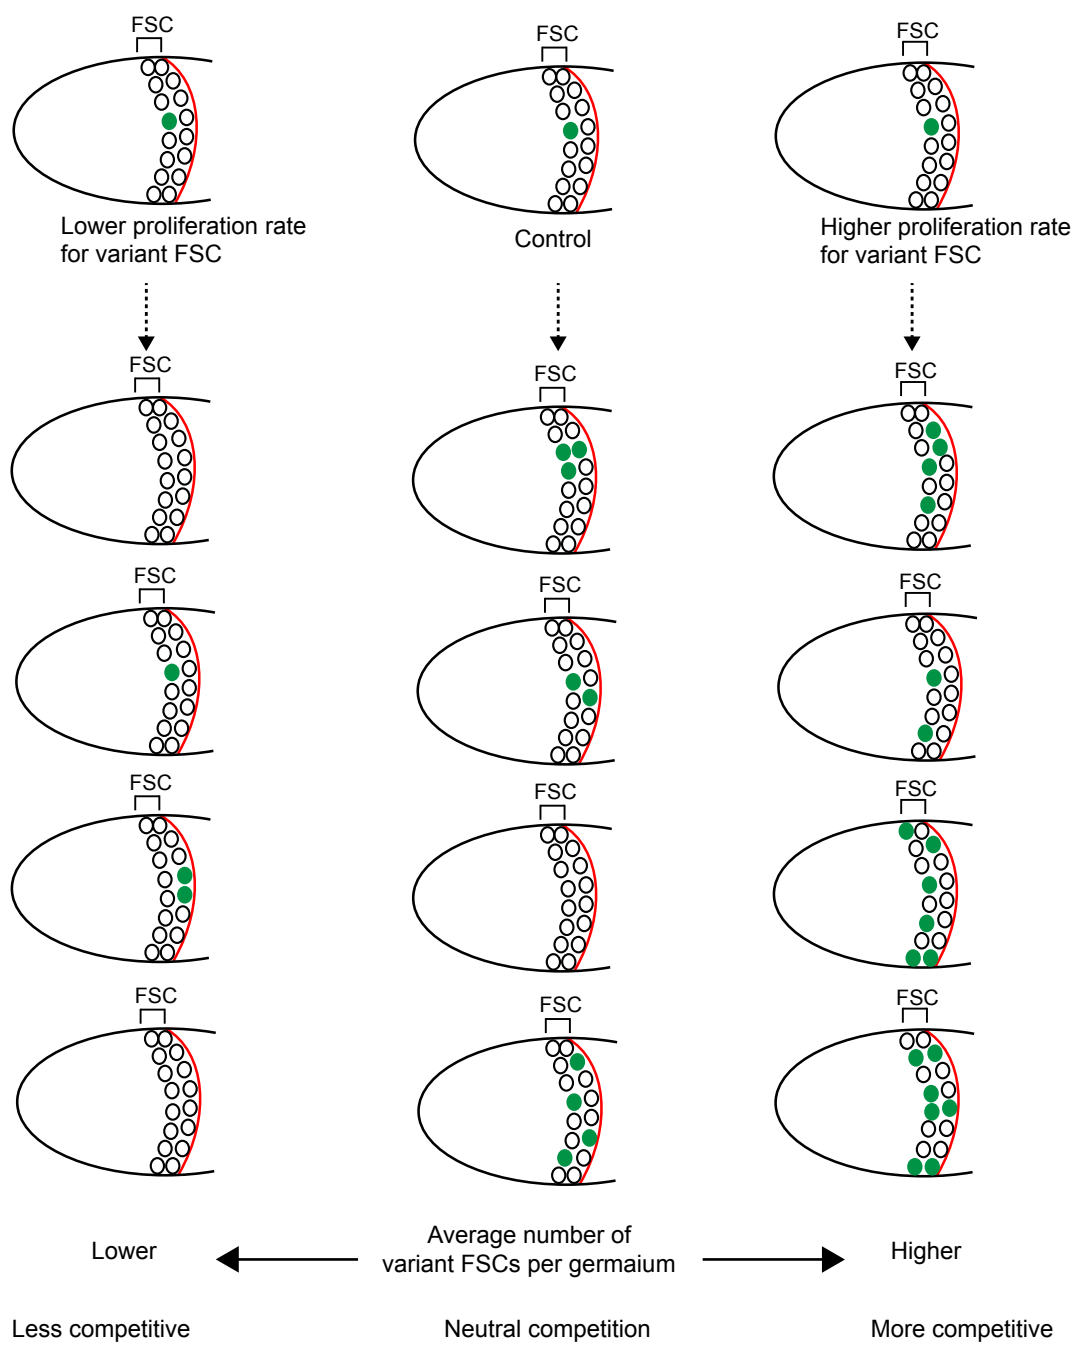 FSC
FSC
FSC
Lower proliferation rate
for variant FSC
Control
Higher proliferation rate
for variant FSC
FSC
FSC
FSC
FSC
FSC
FSC
FSC
FSC
FSC
FSC
FSC
FSC
Lower
Average number of
variant FSCs per germaium
Higher
Less competitive
Neutral competition
More competitive